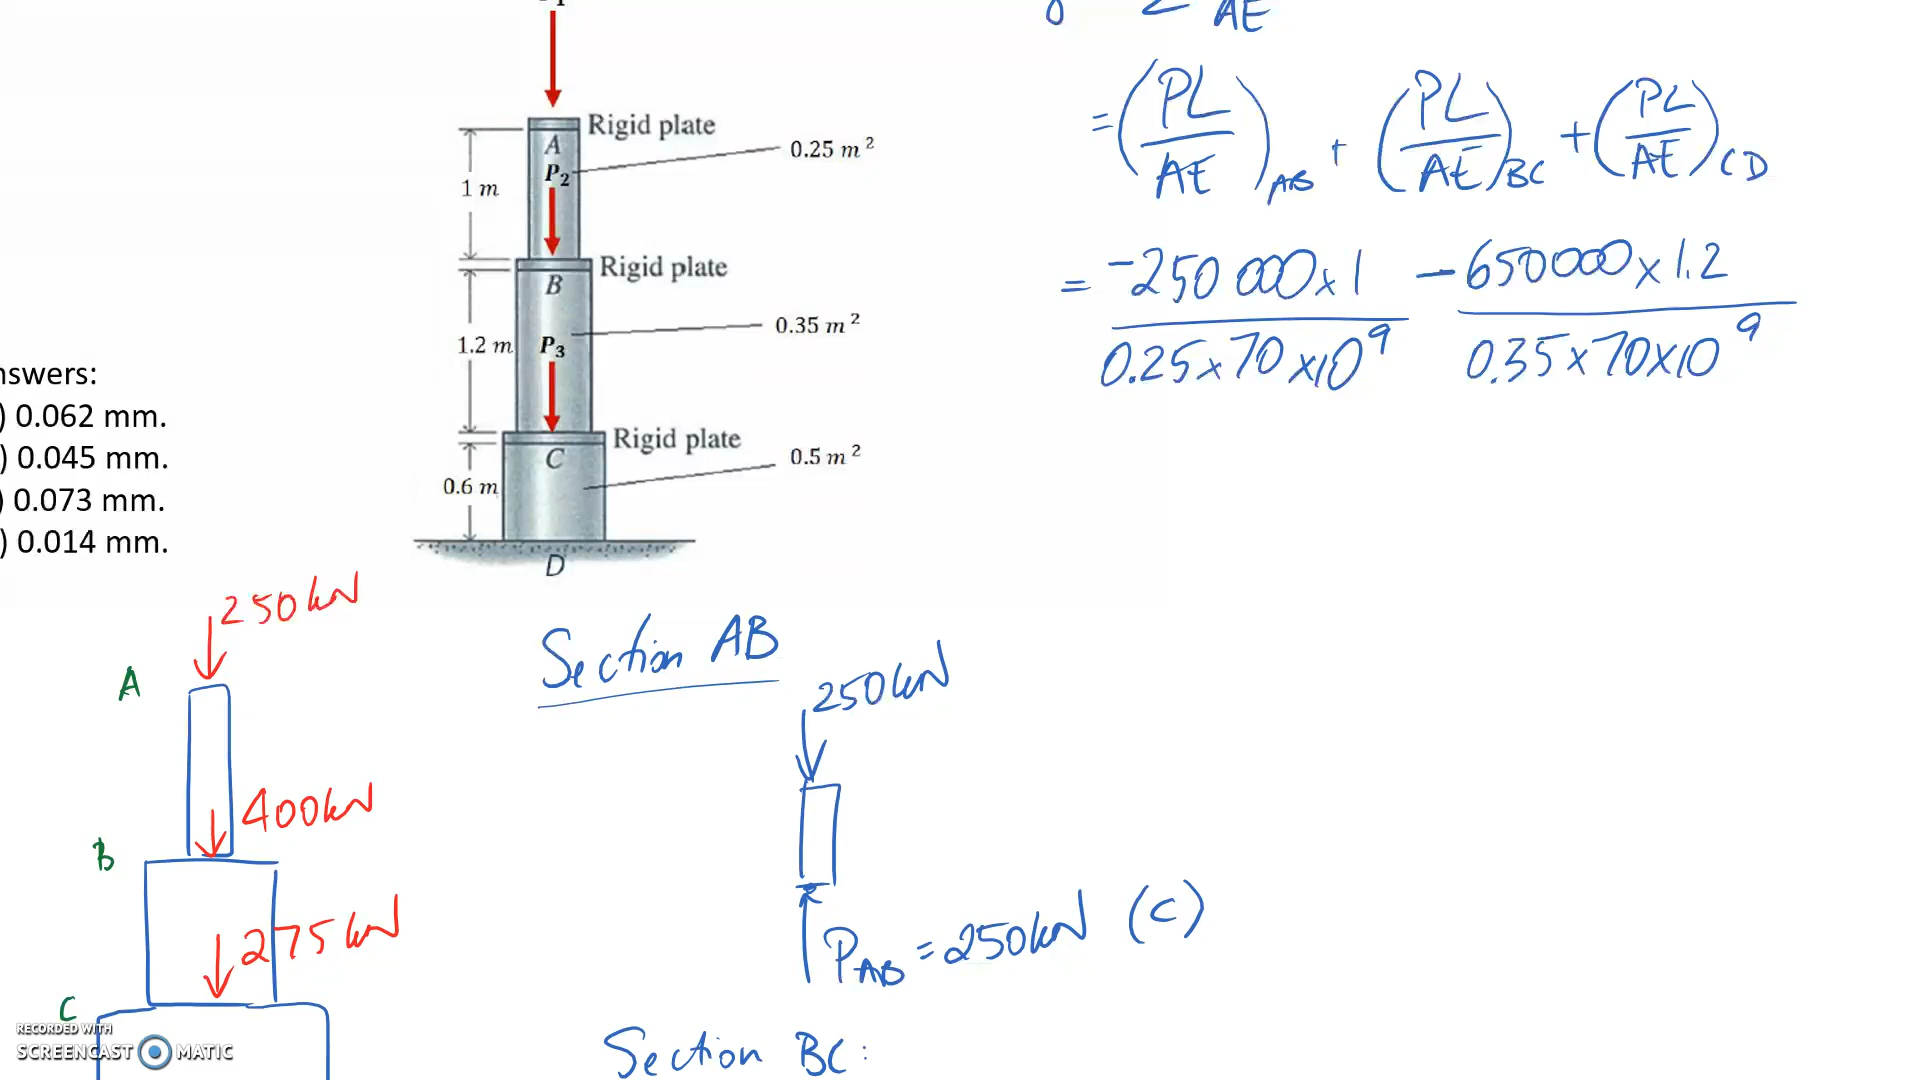 AE
= (PL/AE)AB + (PL/AE)BC + (PL/AE)CD
= -250 000 x 1 / 0.25 x 70 x 10^9 - 650000 x 1.2 / 0.35 x 70 x 10^9
Rigid plate
A
0.25 m²
P₂
1 m
Rigid plate
B
0.35 m²
1.2 m
P₃
Rigid plate
C
0.5 m²
0.6 m
D
nswers:
) 0.062 mm.
) 0.045 mm.
) 0.073 mm.
) 0.014 mm.
250kN
A
400kN
B
275kN
C
Section AB
250kN
PAB = 250kN (C)
Section BC:
RECORDED WITH
SCREENCAST MATIC